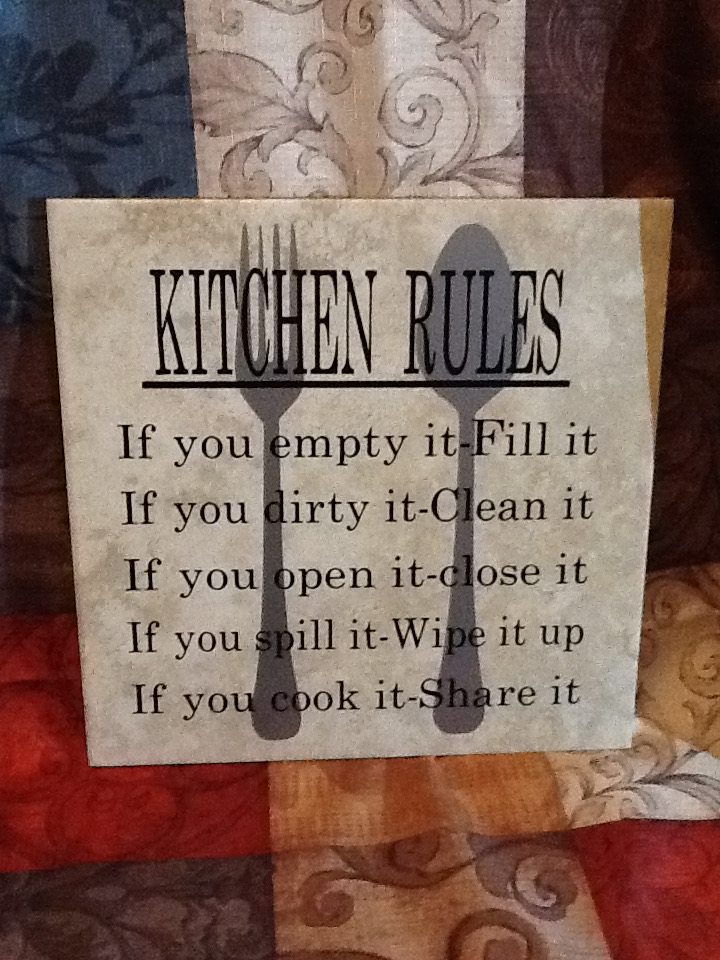 KITCHEN RULES
If you empty it-Fill it
If you dirty it-Clean it
If you open it-close it
If you spill it-Wipe it up
If you cook it-Share it